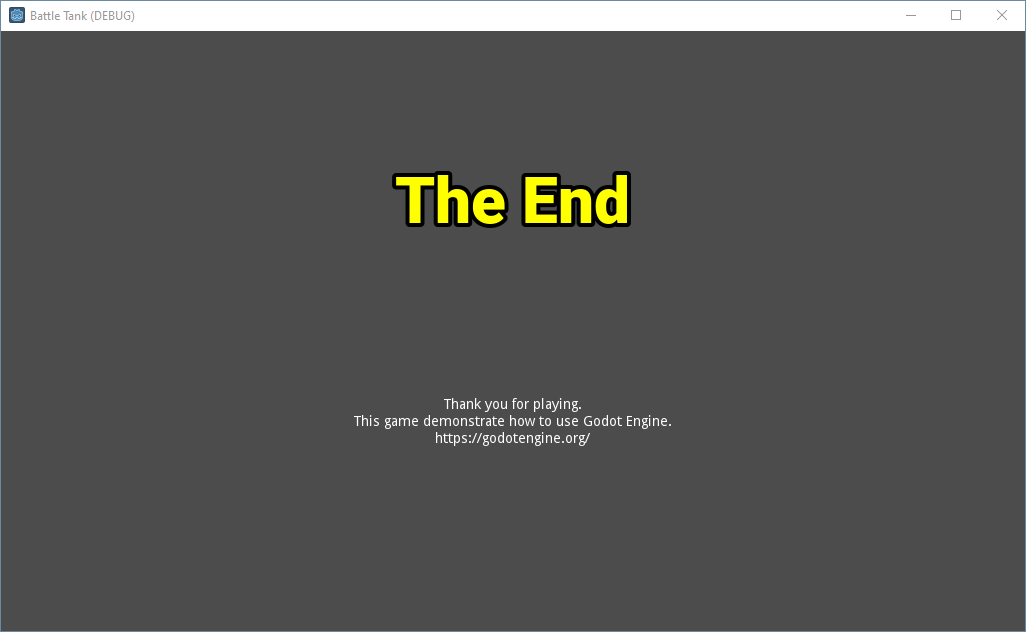 Battle Tank (DEBUG)
The End
Thank you for playing.
This game demonstrate how to use Godot Engine.
https://godotengine.org/